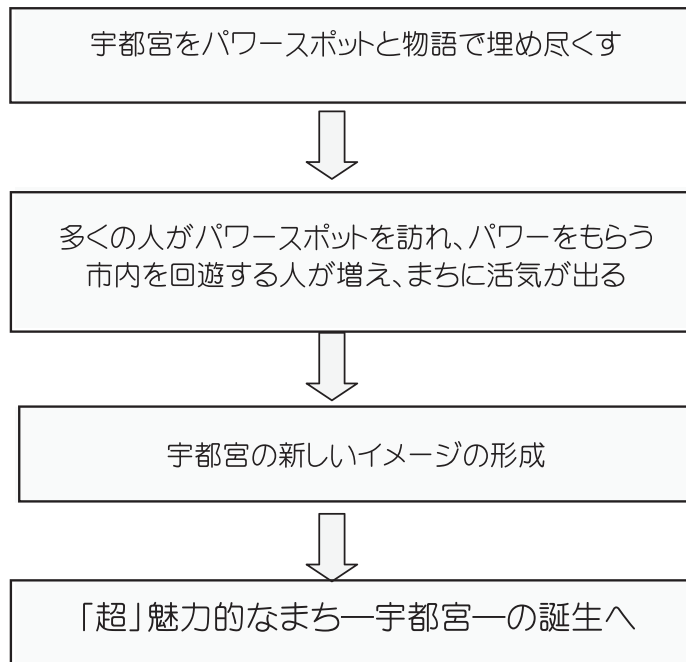 宇都宮をパワースポットと物語で埋め尽くす
多くの人がパワースポットを訪れ、パワーをもらう
市内を回遊する人が増え、まちに活気が出る
宇都宮の新しいイメージの形成
「超」魅力的なまち―宇都宮―の誕生へ